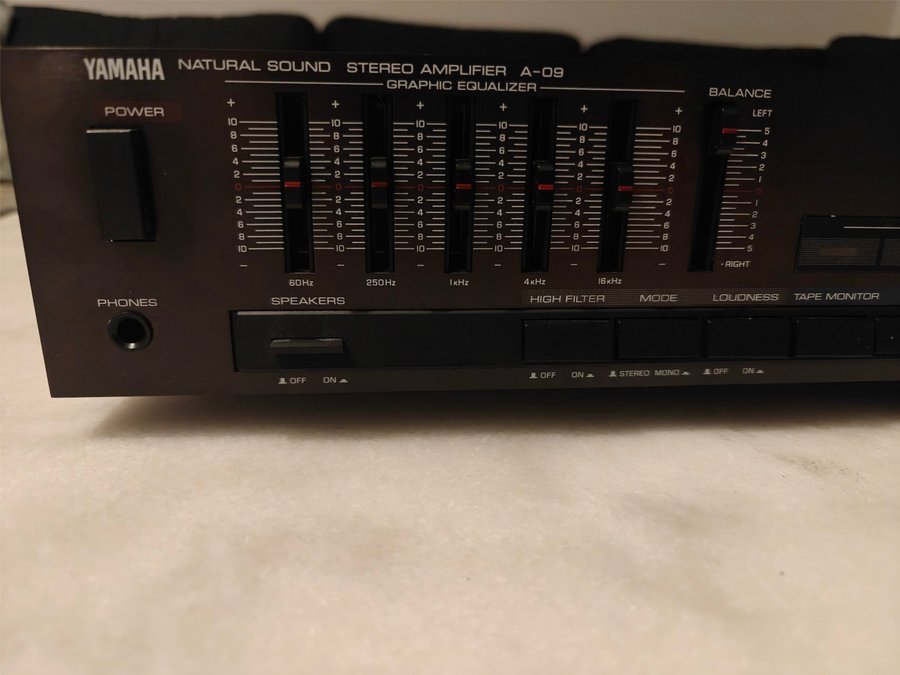 YAMAHA NATURAL SOUND STEREO AMPLIFIER A-09
GRAPHIC EQUALIZER
BALANCE
POWER
LEFT
+ + + + + +
10 10 10 10 10 10 5
8 8 8 8 8 8 4
6 6 6 6 6 6 3
4 4 4 4 4 4 2
2 2 2 2 2 2 1
0 0 0 0 0 0 0
2 2 2 2 2 2 1
4 4 4 4 4 4 2
6 6 6 6 6 6 3
8 8 8 8 8 8 4
10 10 10 10 10 10 5
- - - - - - RIGHT
60Hz 250Hz 1kHz 4kHz 16kHz
PHONES SPEAKERS HIGH FILTER MODE LOUDNESS TAPE MONITOR
OFF ON OFF ON STEREO MONO OFF ON